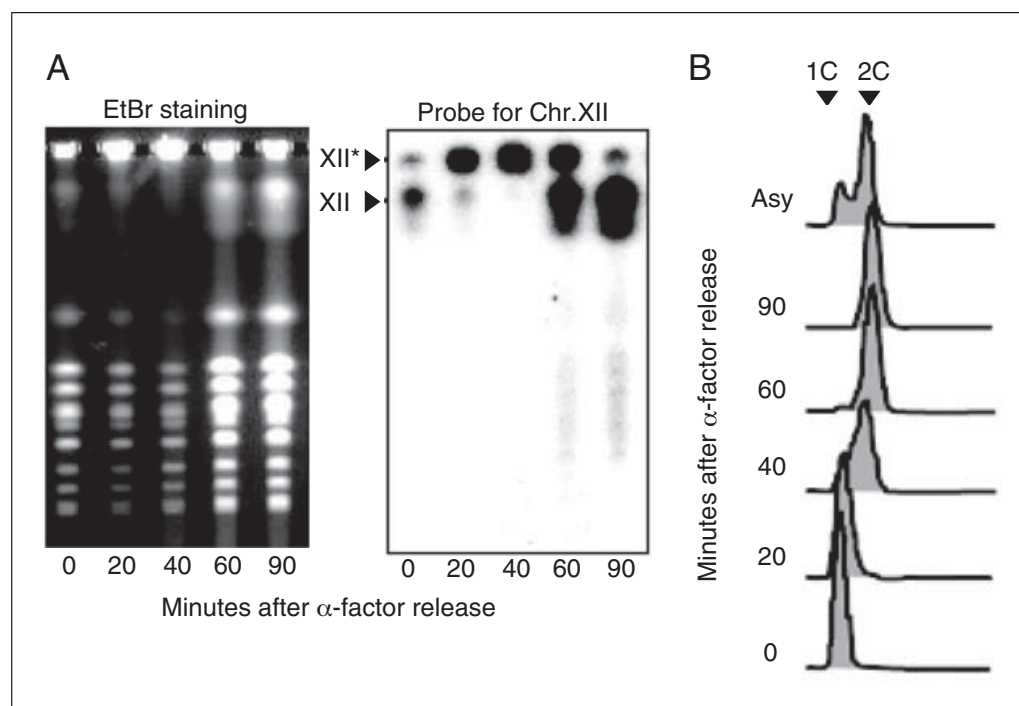 A
EtBr staining
Probe for Chr.XII
XII*
XII
0 20 40 60 90
0 20 40 60 90
Minutes after α-factor release
B
1C 2C
Minutes after α-factor release
Asy
90
60
40
20
0